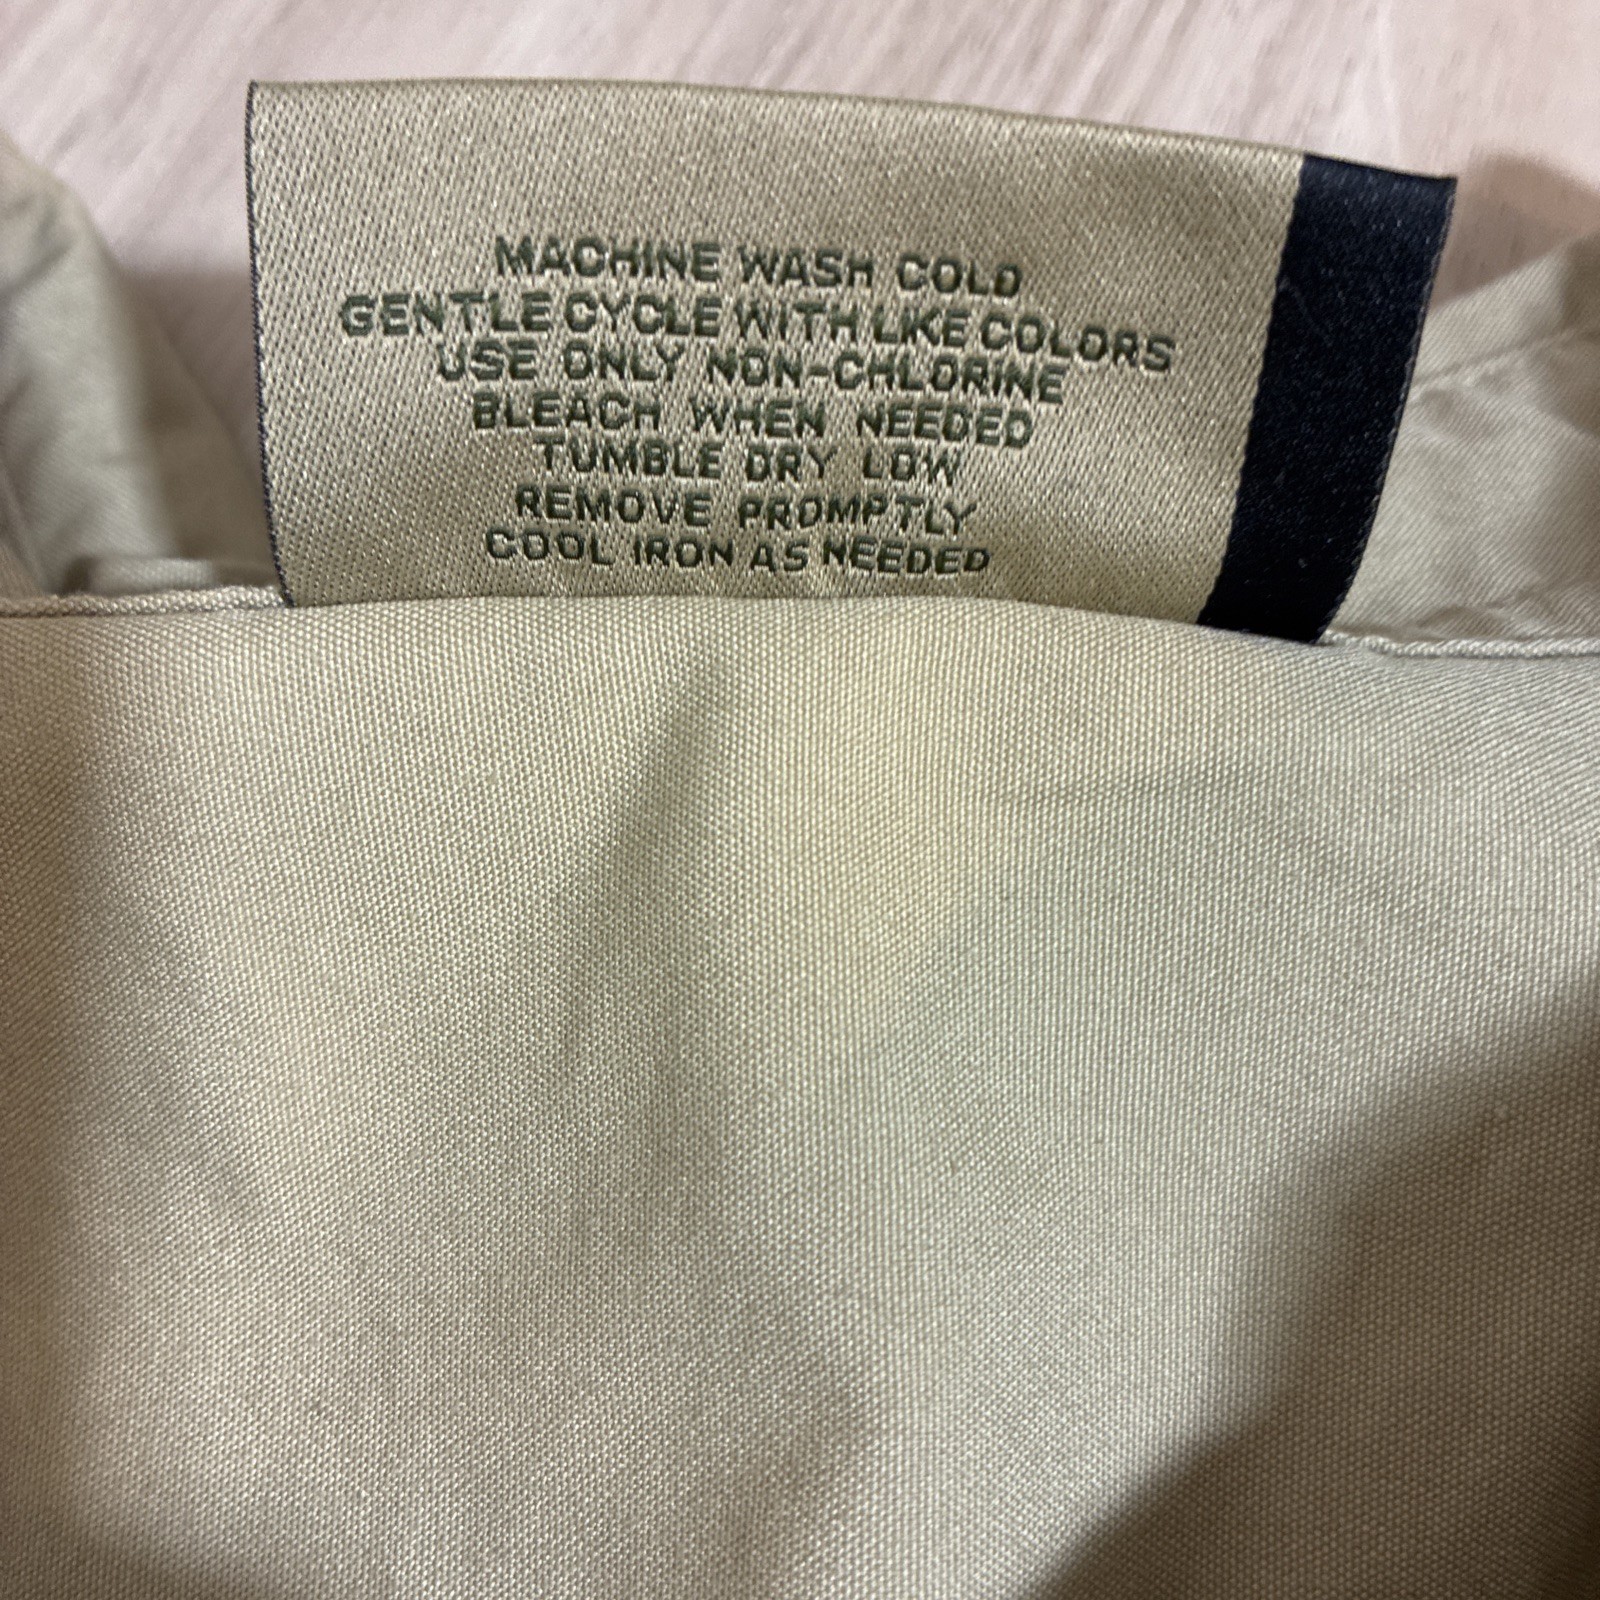 MACHINE WASH COLD
GENTLE CYCLE WITH LIKE COLORS
USE ONLY NON-CHLORINE
BLEACH WHEN NEEDED
TUMBLE DRY LOW
REMOVE PROMPTLY
COOL IRON AS NEEDED